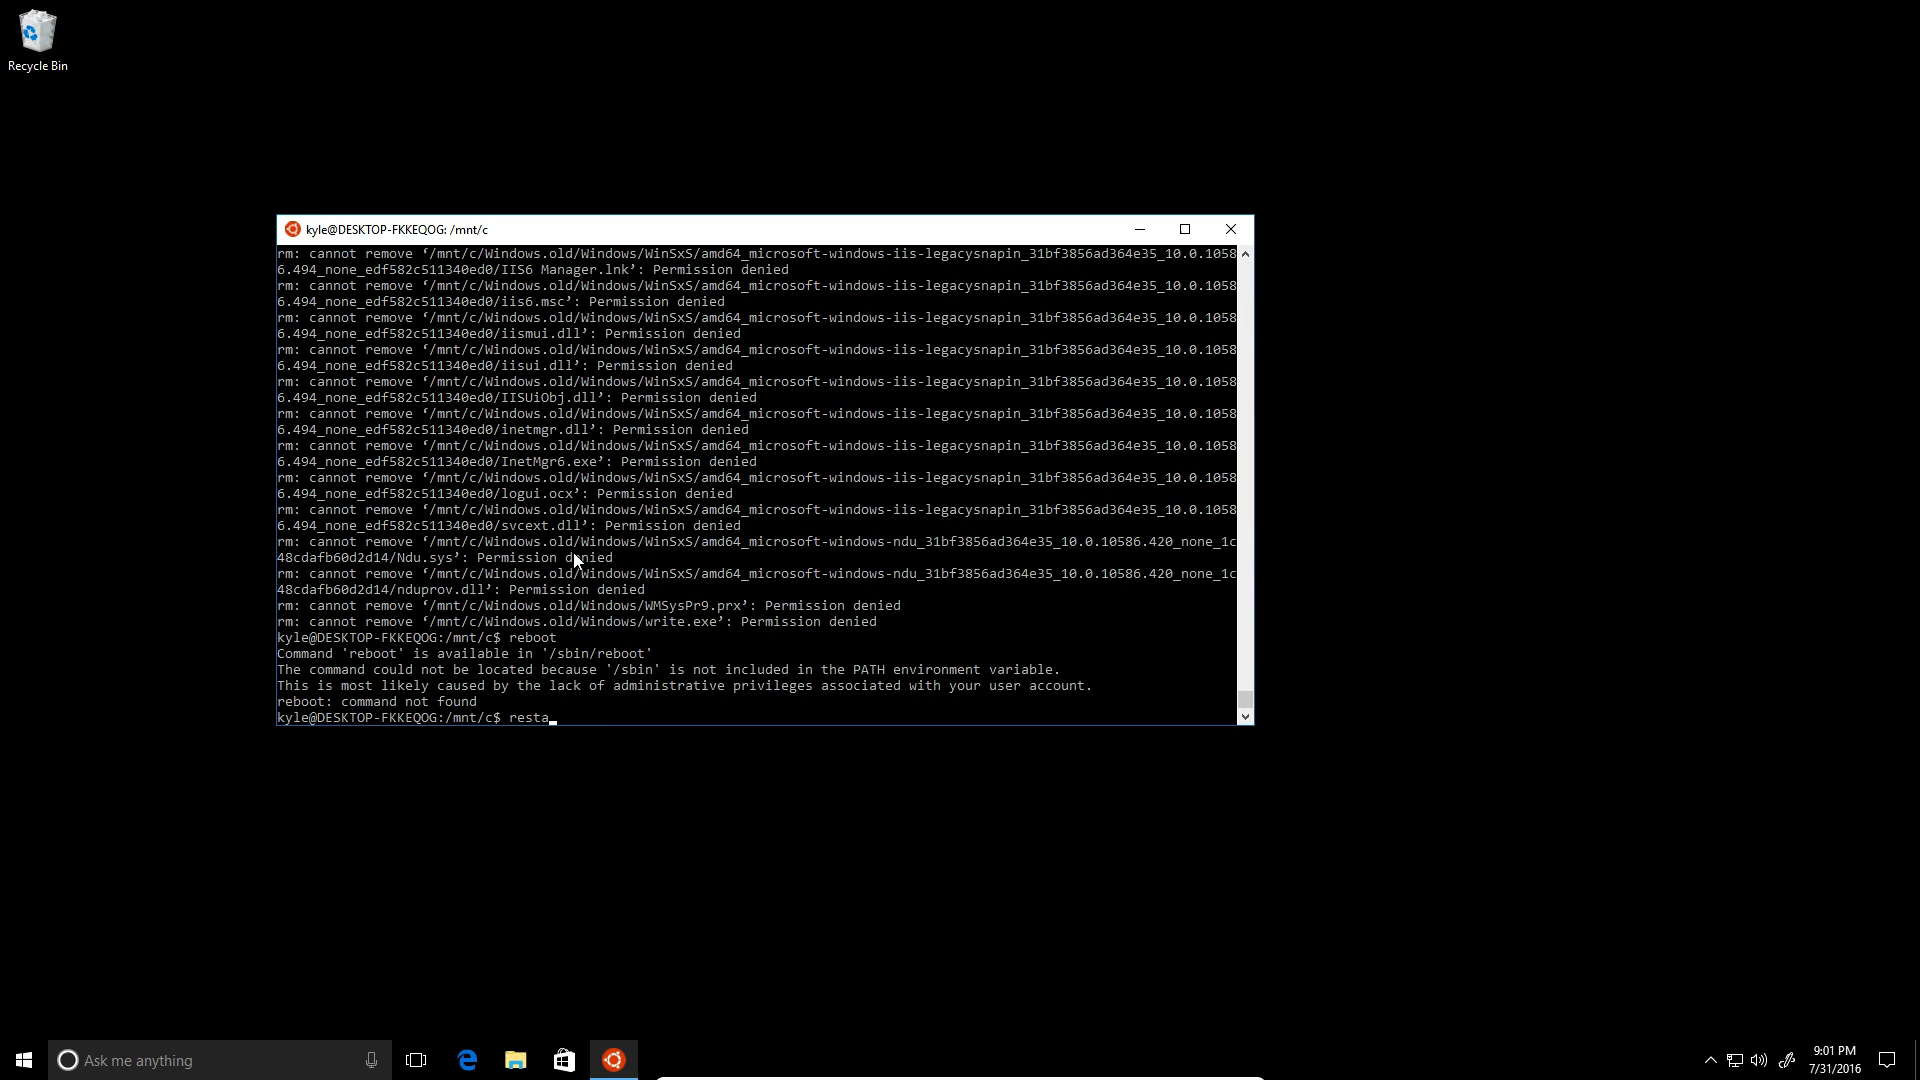 Recycle Bin
kyle@DESKTOP-FKKEQOG: /mnt/c
rm: cannot remove ‘/mnt/c/Windows.old/Windows/WinSxS/amd64_microsoft-windows-iis-legacysnapin_31bf3856ad364e35_10.0.1058
6.494_none_edf582c511340ed0/IIS6 Manager.lnk’: Permission denied
rm: cannot remove ‘/mnt/c/Windows.old/Windows/WinSxS/amd64_microsoft-windows-iis-legacysnapin_31bf3856ad364e35_10.0.1058
6.494_none_edf582c511340ed0/iis6.msc’: Permission denied
rm: cannot remove ‘/mnt/c/Windows.old/Windows/WinSxS/amd64_microsoft-windows-iis-legacysnapin_31bf3856ad364e35_10.0.1058
6.494_none_edf582c511340ed0/iismui.dll’: Permission denied
rm: cannot remove ‘/mnt/c/Windows.old/Windows/WinSxS/amd64_microsoft-windows-iis-legacysnapin_31bf3856ad364e35_10.0.1058
6.494_none_edf582c511340ed0/iisui.dll’: Permission denied
rm: cannot remove ‘/mnt/c/Windows.old/Windows/WinSxS/amd64_microsoft-windows-iis-legacysnapin_31bf3856ad364e35_10.0.1058
6.494_none_edf582c511340ed0/IISUiObj.dll’: Permission denied
rm: cannot remove ‘/mnt/c/Windows.old/Windows/WinSxS/amd64_microsoft-windows-iis-legacysnapin_31bf3856ad364e35_10.0.1058
6.494_none_edf582c511340ed0/inetmgr.dll’: Permission denied
rm: cannot remove ‘/mnt/c/Windows.old/Windows/WinSxS/amd64_microsoft-windows-iis-legacysnapin_31bf3856ad364e35_10.0.1058
6.494_none_edf582c511340ed0/InetMgr6.exe’: Permission denied
rm: cannot remove ‘/mnt/c/Windows.old/Windows/WinSxS/amd64_microsoft-windows-iis-legacysnapin_31bf3856ad364e35_10.0.1058
6.494_none_edf582c511340ed0/logui.ocx’: Permission denied
rm: cannot remove ‘/mnt/c/Windows.old/Windows/WinSxS/amd64_microsoft-windows-iis-legacysnapin_31bf3856ad364e35_10.0.1058
6.494_none_edf582c511340ed0/svcext.dll’: Permission denied
rm: cannot remove ‘/mnt/c/Windows.old/Windows/WinSxS/amd64_microsoft-windows-ndu_31bf3856ad364e35_10.0.10586.420_none_1c
48cdafb60d2d14/Ndu.sys’: Permission denied
rm: cannot remove ‘/mnt/c/Windows.old/Windows/WinSxS/amd64_microsoft-windows-ndu_31bf3856ad364e35_10.0.10586.420_none_1c
48cdafb60d2d14/nduprov.dll’: Permission denied
rm: cannot remove ‘/mnt/c/Windows.old/Windows/WMSysPr9.prx’: Permission denied
rm: cannot remove ‘/mnt/c/Windows.old/Windows/write.exe’: Permission denied
kyle@DESKTOP-FKKEQOG:/mnt/c$ reboot
Command 'reboot' is available in '/sbin/reboot'
The command could not be located because '/sbin' is not included in the PATH environment variable.
This is most likely caused by the lack of administrative privileges associated with your user account.
reboot: command not found
kyle@DESKTOP-FKKEQOG:/mnt/c$ resta
Ask me anything
9:01 PM
7/31/2016